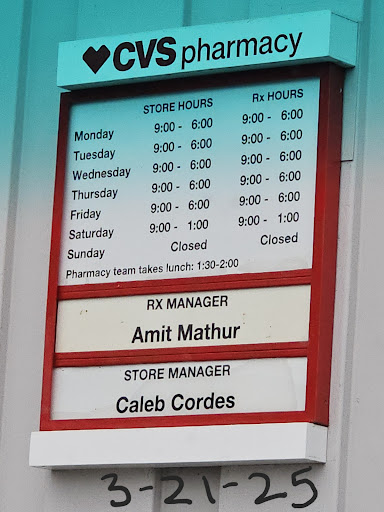 CVS pharmacy
STORE HOURS Rx HOURS
Monday 9:00 - 6:00 9:00 - 6:00
Tuesday 9:00 - 6:00 9:00 - 6:00
Wednesday 9:00 - 6:00 9:00 - 6:00
Thursday 9:00 - 6:00 9:00 - 6:00
Friday 9:00 - 6:00 9:00 - 6:00
Saturday 9:00 - 1:00 9:00 - 1:00
Sunday Closed Closed
Pharmacy team takes lunch: 1:30-2:00
RX MANAGER
Amit Mathur
STORE MANAGER
Caleb Cordes
3-21-25